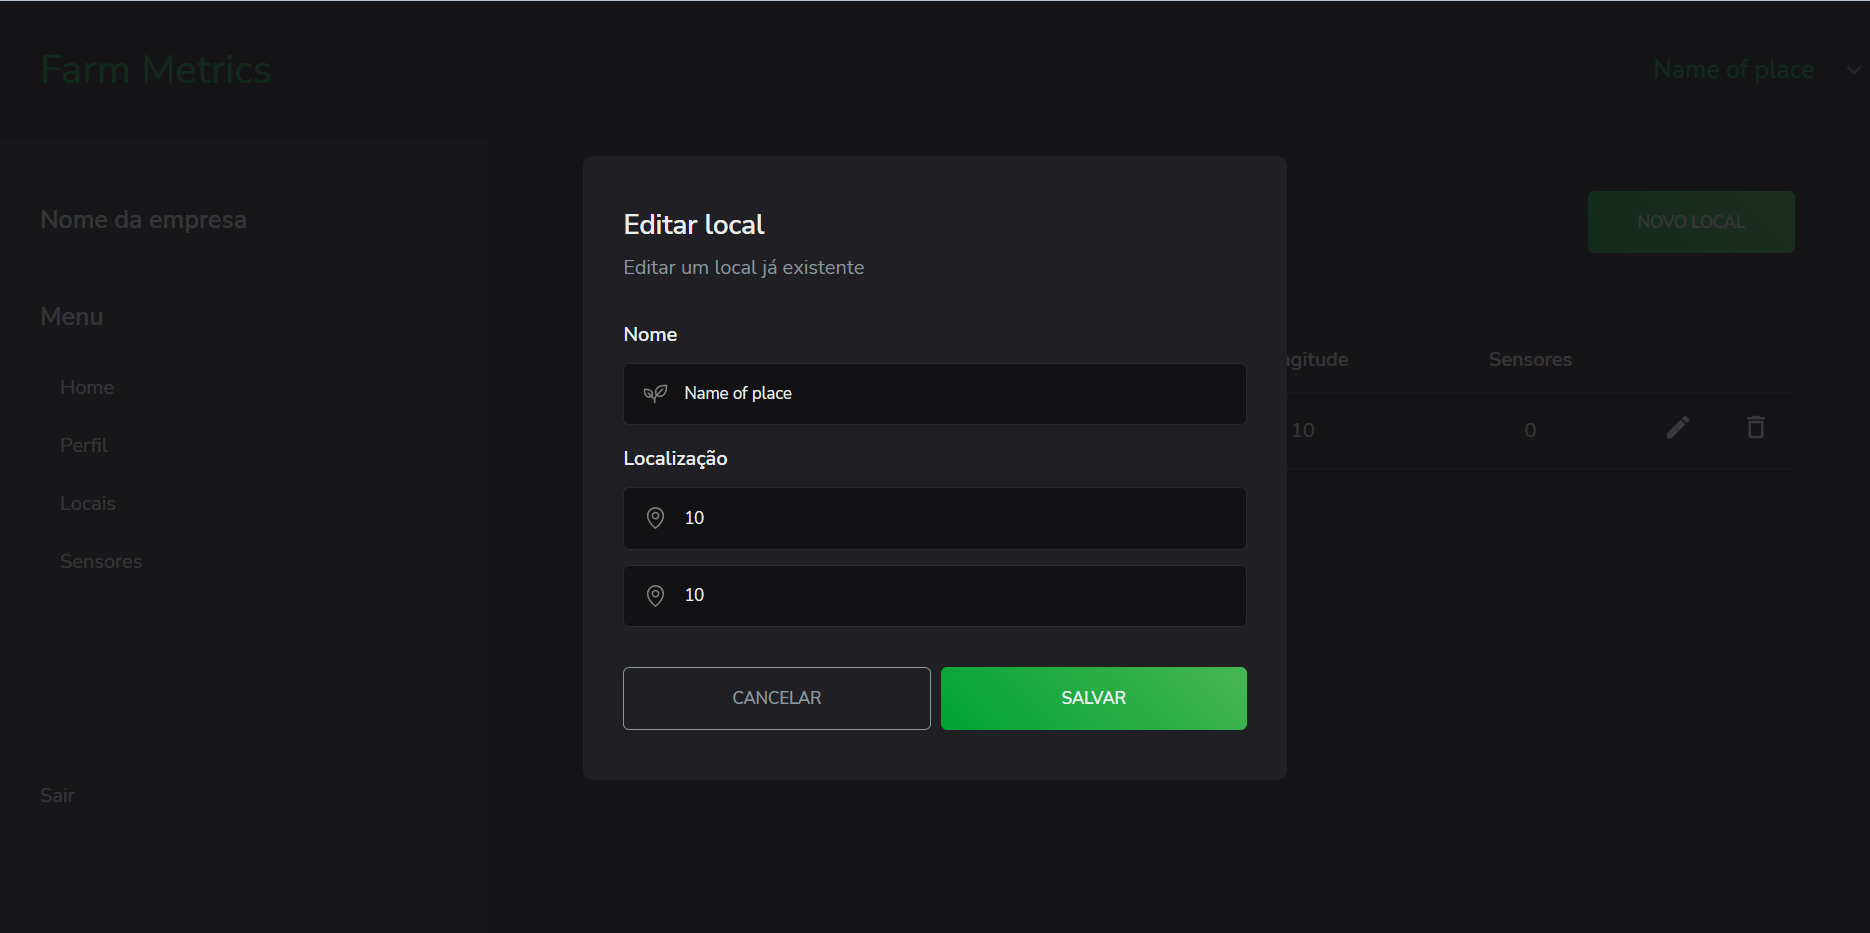 Farm Metrics
Name of place
Nome da empresa
Menu
Home
Perfil
Locais
Sensores
Sair
NOVO LOCAL
ngitude Sensores
10 0
Editar local
Editar um local já existente
Nome
Name of place
Localização
10
10
CANCELAR SALVAR